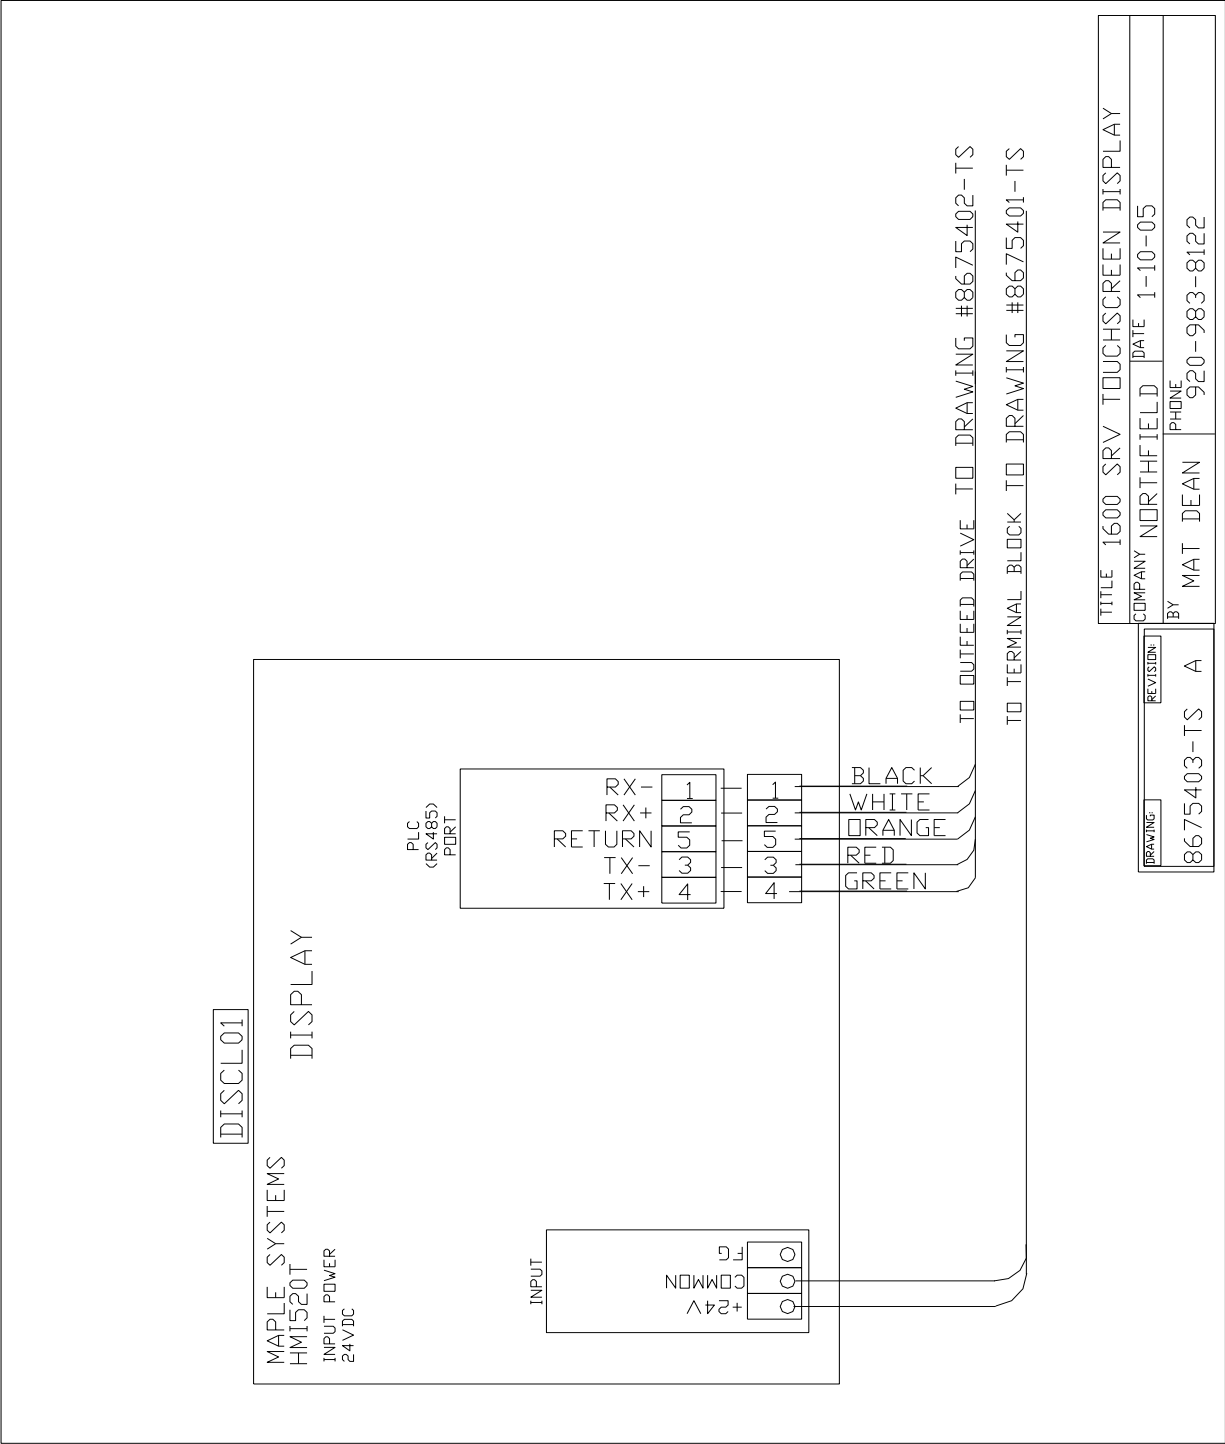 DISCL01
MAPLE SYSTEMS
HMI520T
INPUT POWER
24VDC
DISPLAY
INPUT
+24V
COMMON
FG
PLC
(RS485)
PORT
TX+ 4 4 GREEN
TX- 3 3 RED
RETURN 5 5 ORANGE
RX+ 2 2 WHITE
RX- 1 1 BLACK
TO OUTFEED DRIVE TO DRAWING #8675402-TS
TO TERMINAL BLOCK TO DRAWING #8675401-TS
TITLE 1600 SRV TOUCHSCREEN DISPLAY
COMPANY NORTHFIELD DATE 1-10-05
BY MAT DEAN PHONE 920-983-8122
DRAWING: REVISION:
8675403-TS A